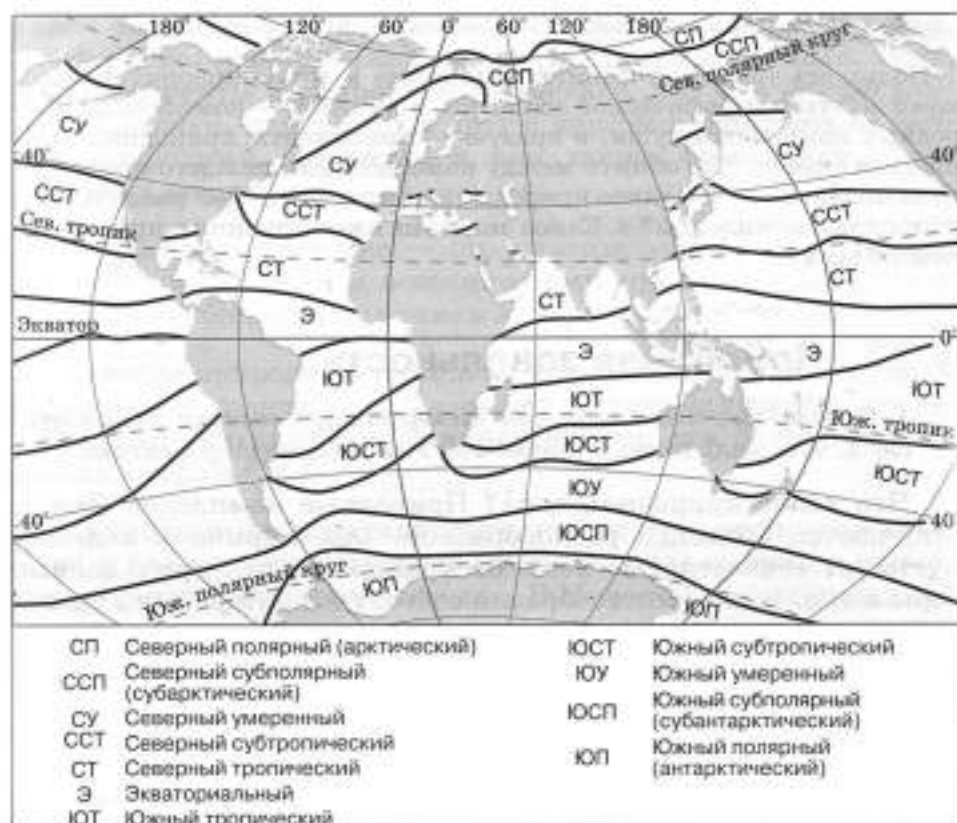 180° 120° 60° 0° 60° 120° 180° СП
ССП
ССП
Сев. полярный круг
СУ
СУ
СУ
40° 40°
ССТ
ССТ
ССТ
Сев. тропик
СТ
СТ
СТ
Э
Экватор
0°
Э
Э
ЮТ
ЮТ
ЮТ
Юж. тропик
ЮСТ
ЮСТ
ЮСТ
ЮУ
40° 40°
ЮСП
Юж. полярный круг
ЮП
ЮП
СП Северный полярный (арктический)
ССП Северный субполярный
(субарктический)
СУ Северный умеренный
ССТ Северный субтропический
СТ Северный тропический
Э Экваториальный
ЮТ Южный тропический
ЮСТ Южный субтропический
ЮУ Южный умеренный
ЮСП Южный субполярный
(субантарктический)
ЮП Южный полярный
(антарктический)